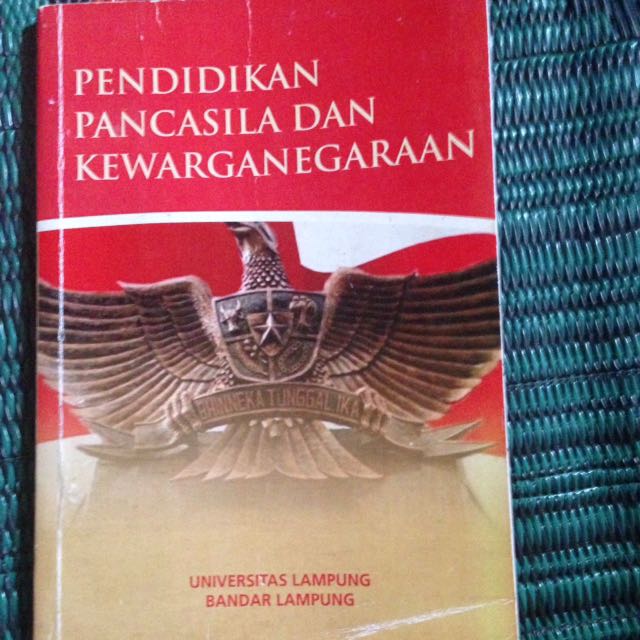 PENDIDIKAN
PANCASILA DAN
KEWARGANEGARAAN
BHINNEKA TUNGGAL IKA
UNIVERSITAS LAMPUNG
BANDAR LAMPUNG